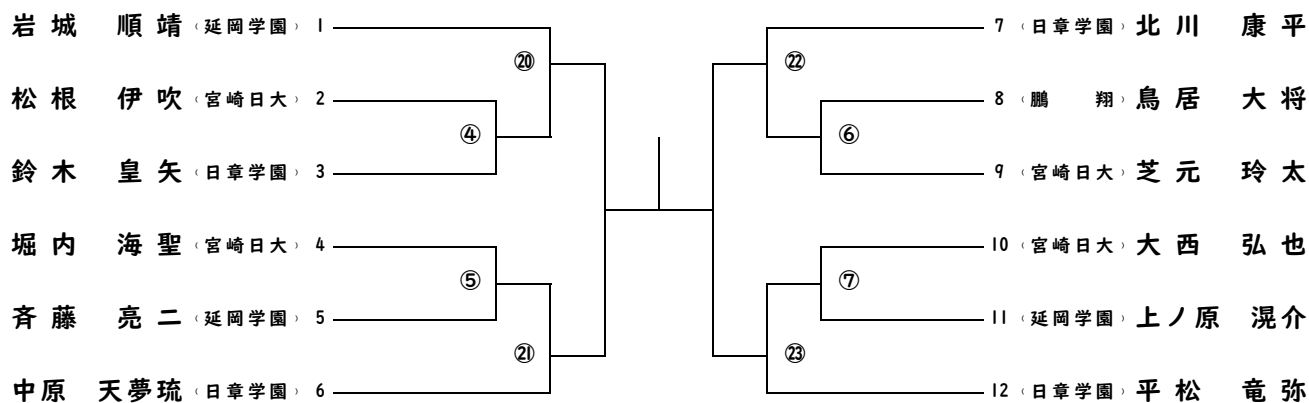 岩城 順靖 (延岡学園) 1
⑳
松根 伊吹 (宮崎日大) 2
④
鈴木 皇矢 (日章学園) 3
堀内 海聖 (宮崎日大) 4
⑤
斉藤 亮二 (延岡学園) 5
㉑
中原 天夢琉 (日章学園) 6
7 (日章学園) 北川 康平
㉒
8 (鵬 翔)鳥居 大将
⑥
9 (宮崎日大) 芝元 玲太
10 (宮崎日大) 大西 弘也
⑦
11 (延岡学園) 上ノ原 滉介
㉓
12 (日章学園) 平松 竜弥